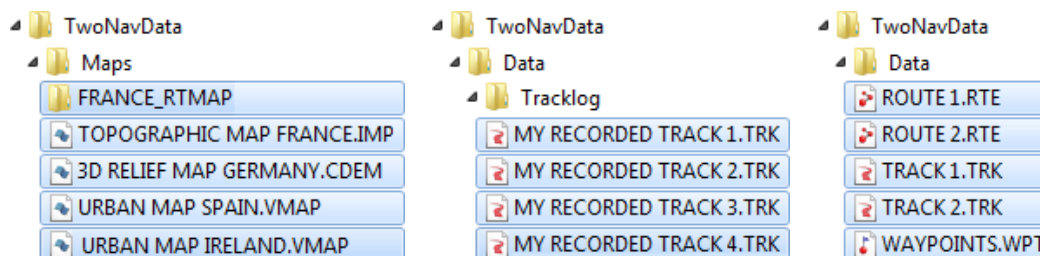 TwoNavData
Maps
FRANCE_RTMAP
TOPOGRAPHIC MAP FRANCE.IMP
3D RELIEF MAP GERMANY.CDEM
URBAN MAP SPAIN.VMAP
URBAN MAP IRELAND.VMAP
TwoNavData
Data
Tracklog
MY RECORDED TRACK 1.TRK
MY RECORDED TRACK 2.TRK
MY RECORDED TRACK 3.TRK
MY RECORDED TRACK 4.TRK
TwoNavData
Data
ROUTE 1.RTE
ROUTE 2.RTE
TRACK 1.TRK
TRACK 2.TRK
WAYPOINTS.WPT